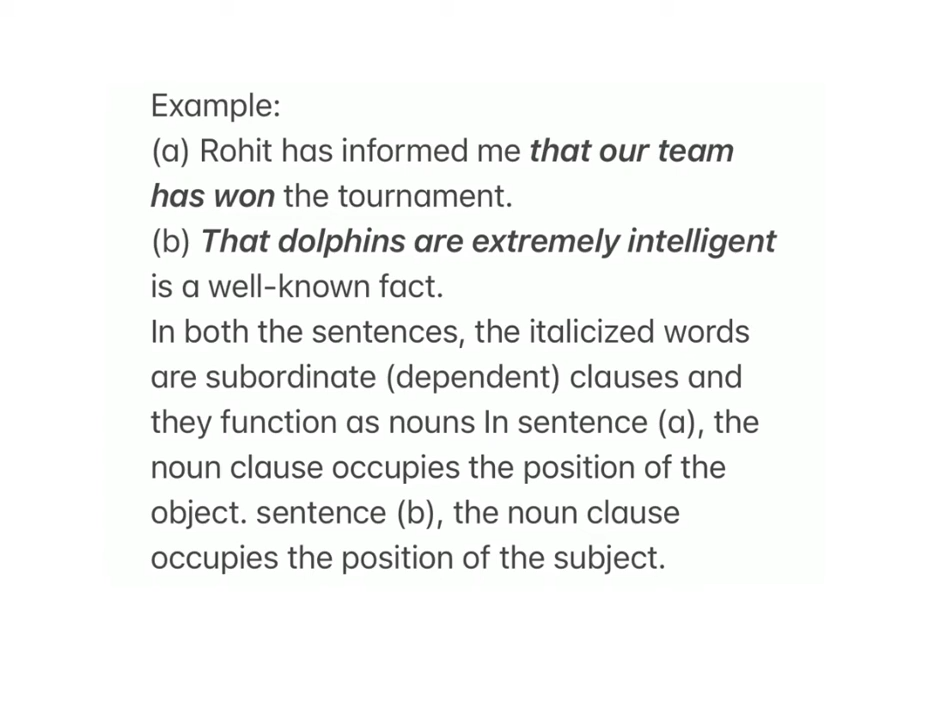 Example:
(a) Rohit has informed me that our team
has won the tournament.
(b) That dolphins are extremely intelligent
is a well-known fact.
In both the sentences, the italicized words
are subordinate (dependent) clauses and
they function as nouns In sentence (a), the
noun clause occupies the position of the
object. sentence (b), the noun clause
occupies the position of the subject.